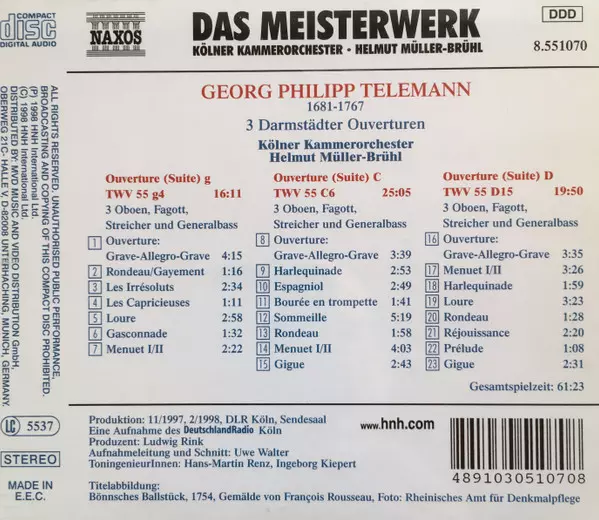 COMPACT
disc
DIGITAL AUDIO
NAXOS
DAS MEISTERWERK
KÖLNER KAMMERORCHESTER · HELMUT MÜLLER-BRÜHL
DDD
8.551070
GEORG PHILIPP TELEMANN
1681-1767
3 Darmstädter Ouverturen
Kölner Kammerorchester
Helmut Müller-Brühl
Ouverture (Suite) g
TWV 55 g4 16:11
3 Oboen, Fagott,
Streicher und Generalbass
1 Ouverture:
Grave-Allegro-Grave 4:15
2 Rondeau/Gayement 1:16
3 Les Irrésoluts 2:34
4 Les Capricieuses 1:11
5 Loure 2:58
6 Gasconnade 1:32
7 Menuet I/II 2:22
Ouverture (Suite) C
TWV 55 C6 25:05
3 Oboen, Fagott,
Streicher und Generalbass
8 Ouverture:
Grave-Allegro-Grave 3:39
9 Harlequinade 2:53
10 Espagniol 2:49
11 Bourée en trompette 1:41
12 Sommeille 5:19
13 Rondeau 1:58
14 Menuet I/II 4:03
15 Gigue 2:43
Ouverture (Suite) D
TWV 55 D15 19:50
3 Oboen, Fagott,
Streicher und Generalbass
16 Ouverture:
Grave-Allegro-Grave 3:35
17 Menuet I/II 3:26
18 Harlequinade 1:59
19 Loure 3:23
20 Rondeau 1:28
21 Réjouissance 2:20
22 Prélude 1:08
23 Gigue 2:31
Gesamtspielzeit: 61:23
ALL RIGHTS RESERVED. UNAUTHORISED PUBLIC PERFORMANCE,
BROADCASTING AND COPYING OF THIS COMPACT DISC PROHIBITED.
(P) 1998 HNH International Ltd.
(C) 1998 HNH International Ltd.
DISTRIBUTED BY: MVD MUSIC AND VIDEO DISTRIBUTION GmbH,
OBERWEG 21C - HALLE V, D-82008 UNTERHACHING, MUNICH, GERMANY.
LC 5537
STEREO
MADE IN
E.E.C.
Produktion: 11/1997, 2/1998, DLR Köln, Sendesaal
Eine Aufnahme des DeutschlandRadio Köln
Produzent: Ludwig Rink
Aufnahmeleitung und Schnitt: Uwe Walter
ToningenieurInnen: Hans-Martin Renz, Ingeborg Kiepert
Titelabbildung:
Bönnsches Ballstück, 1754, Gemälde von François Rousseau, Foto: Rheinisches Amt für Denkmalpflege
www.hnh.com
4891030510708